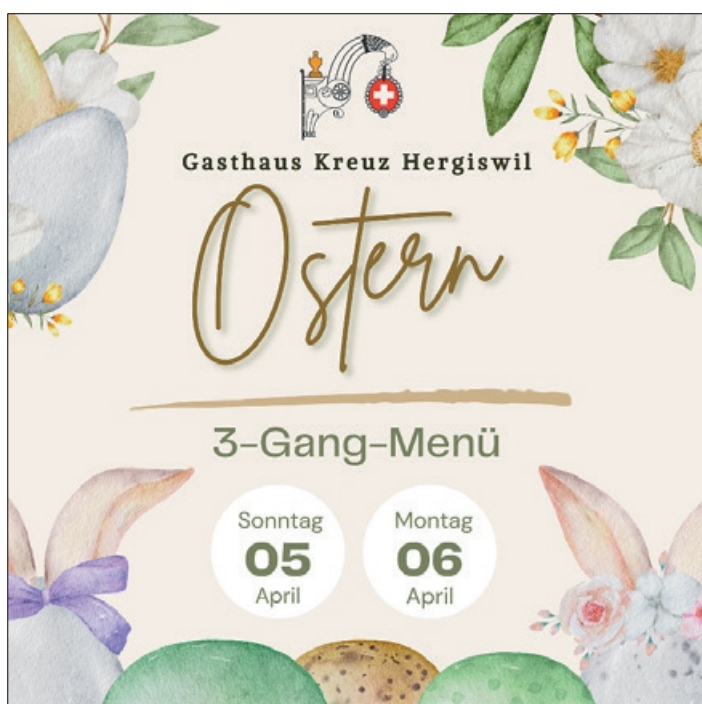 Gasthaus Kreuz Hergiswil
Ostern
3-Gang-Menü
Sonntag
05
April
Montag
06
April